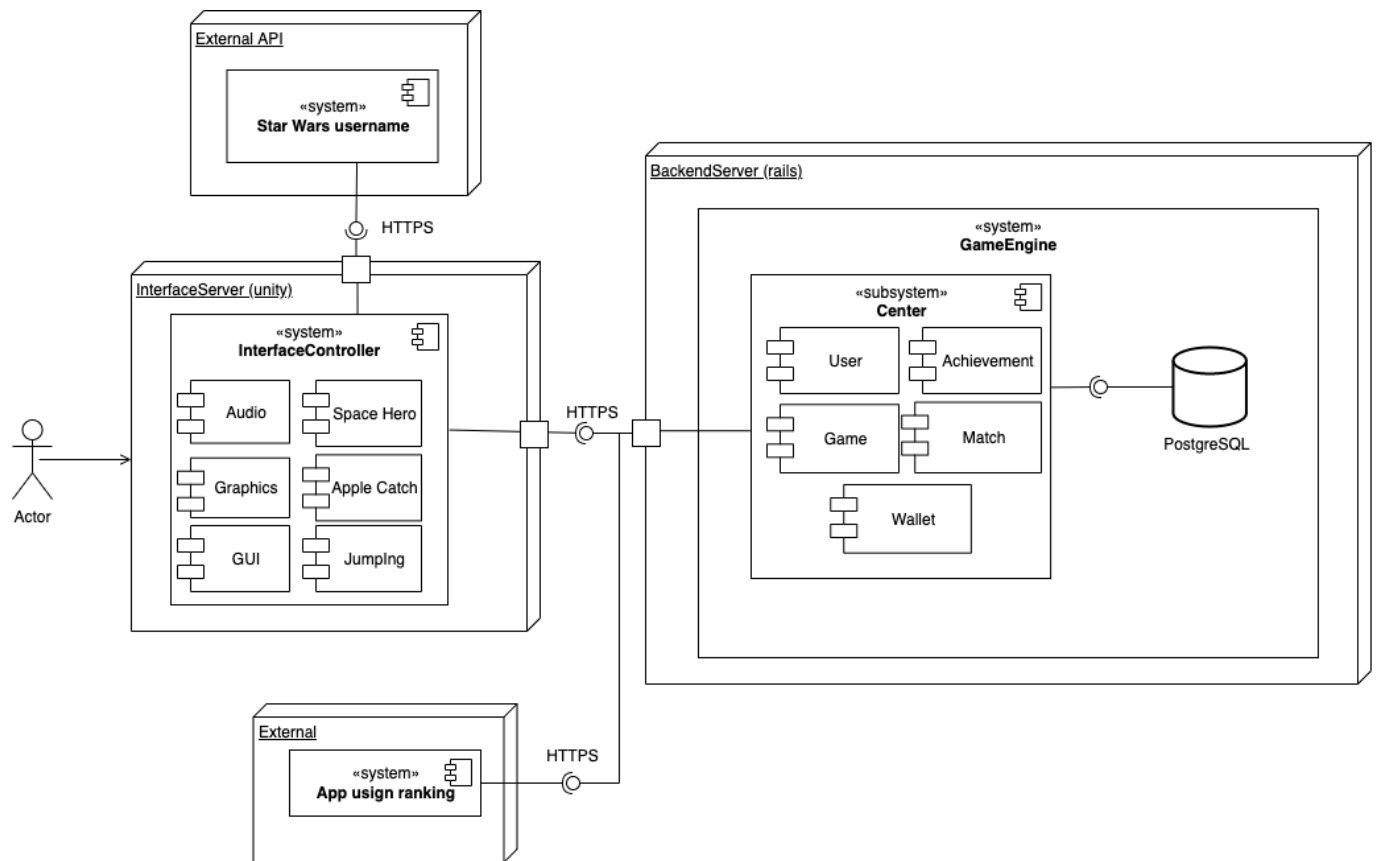 External API
«system»
Star Wars username
HTTPS
BackendServer (rails)
«system»
GameEngine
InterfaceServer (unity)
«system»
InterfaceController
«subsystem»
Center
User
Achievement
Audio
Space Hero
HTTPS
Game
Match
PostgreSQL
Graphics
Apple Catch
Actor
Wallet
GUI
JumpIng
External
HTTPS
«system»
App usign ranking